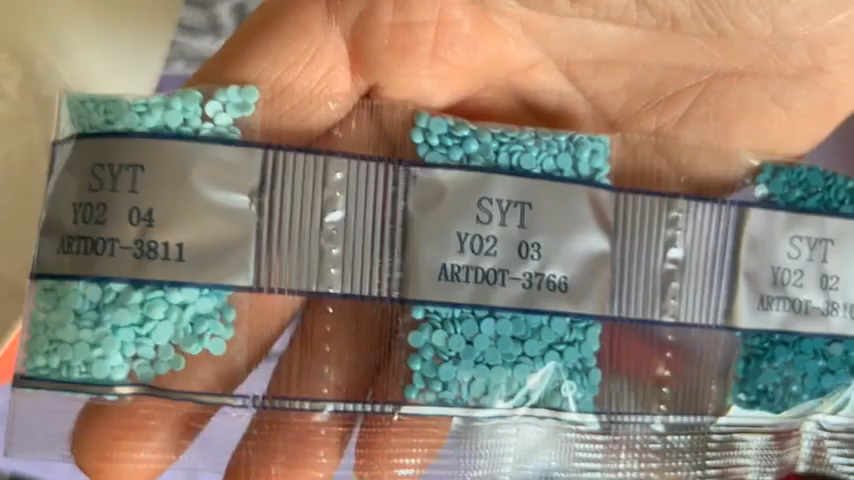 SYT
Y02 04
ARTDOT-3811
SYT
Y02 03
ARTDOT-3766
SYT
Y02 02